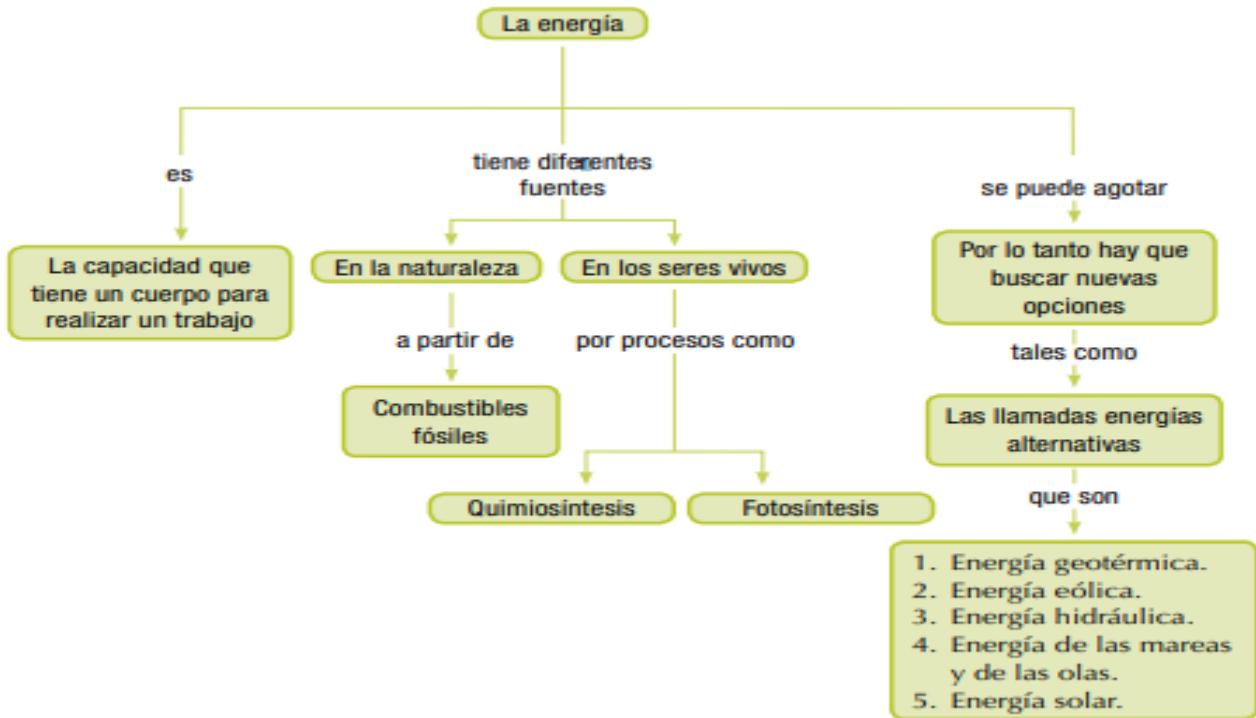 La energía
es
tiene diferentes
fuentes
se puede agotar
La capacidad que
tiene un cuerpo para
realizar un trabajo
En la naturaleza
En los seres vivos
Por lo tanto hay que
buscar nuevas
opciones
a partir de
por procesos como
tales como
Combustibles
fósiles
Las llamadas energías
alternativas
Quimiosíntesis
Fotosíntesis
que son
1. Energía geotérmica.
2. Energía eólica.
3. Energía hidráulica.
4. Energía de las mareas
y de las olas.
5. Energía solar.